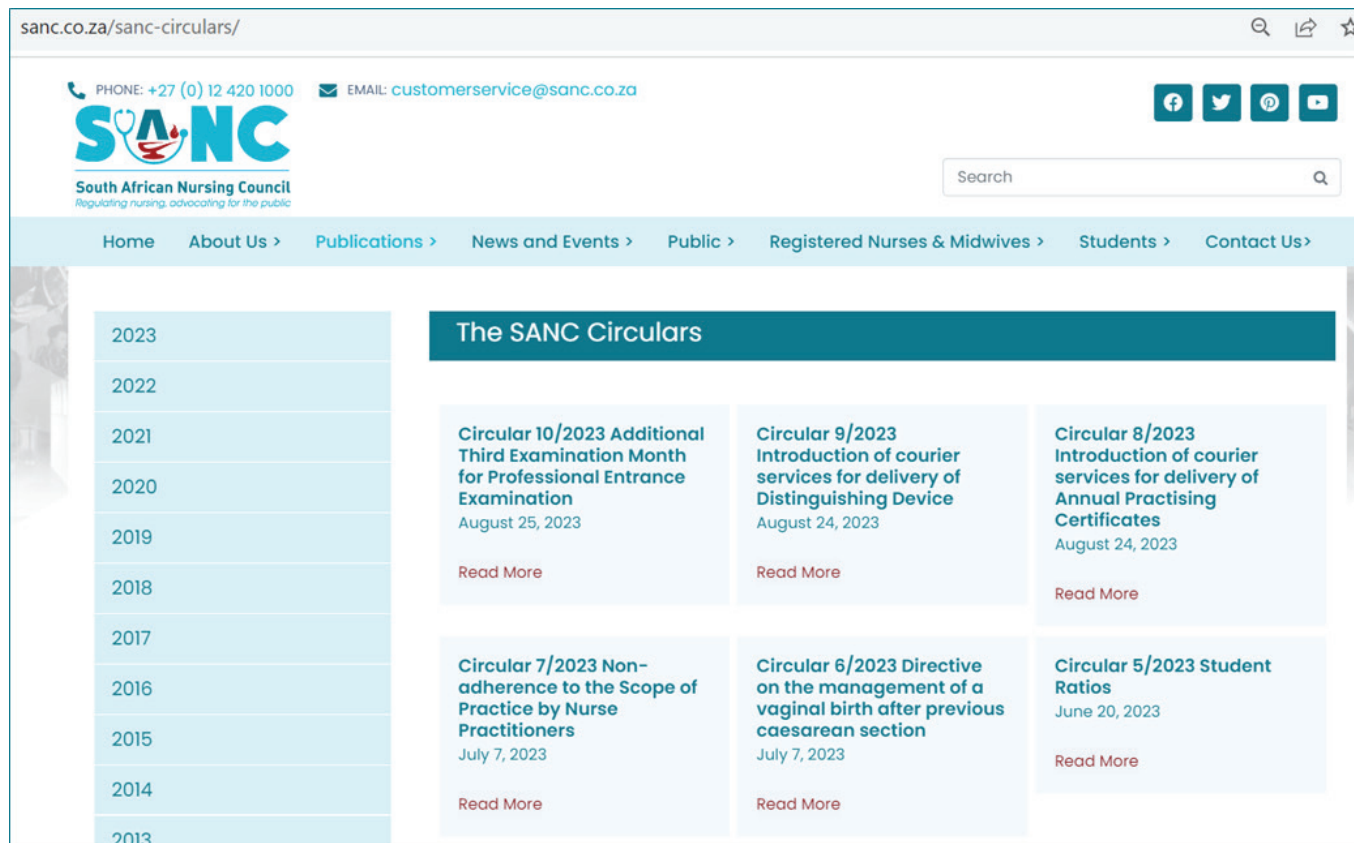 sanc.co.za/sanc-circulars/
PHONE: +27 (0) 12 420 1000 EMAIL: customerservice@sanc.co.za
SANC
South African Nursing Council
Regulating nursing, advocating for the public
Search
Home About Us > Publications > News and Events > Public > Registered Nurses & Midwives > Students > Contact Us>
2023
2022
2021
2020
2019
2018
2017
2016
2015
2014
2013
The SANC Circulars
Circular 10/2023 Additional
Third Examination Month
for Professional Entrance
Examination
August 25, 2023
Read More
Circular 9/2023
Introduction of courier
services for delivery of
Distinguishing Device
August 24, 2023
Read More
Circular 8/2023
Introduction of courier
services for delivery of
Annual Practising
Certificates
August 24, 2023
Read More
Circular 7/2023 Non-
adherence to the Scope of
Practice by Nurse
Practitioners
July 7, 2023
Read More
Circular 6/2023 Directive
on the management of a
vaginal birth after previous
caesarean section
July 7, 2023
Read More
Circular 5/2023 Student
Ratios
June 20, 2023
Read More